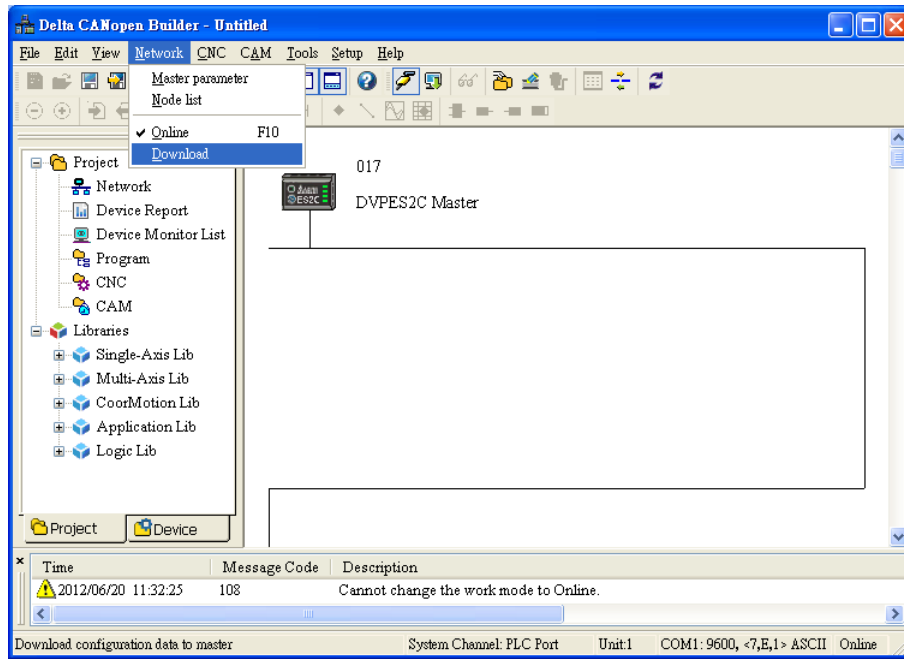 Delta CANopen Builder - Untitled
File Edit View Network CNC CAM Tools Setup Help
Master parameter
Node list
Online F10
Download
Project
Network
Device Report
Device Monitor List
Program
CNC
CAM
Libraries
Single-Axis Lib
Multi-Axis Lib
CoorMotion Lib
Application Lib
Logic Lib
017
ES2C
DVPES2C Master
Project Device
Time Message Code Description
2012/06/20 11:32:25 108 Cannot change the work mode to Online.
Download configuration data to master System Channel: PLC Port Unit:1 COM1: 9600, <7,E,1> ASCII Online